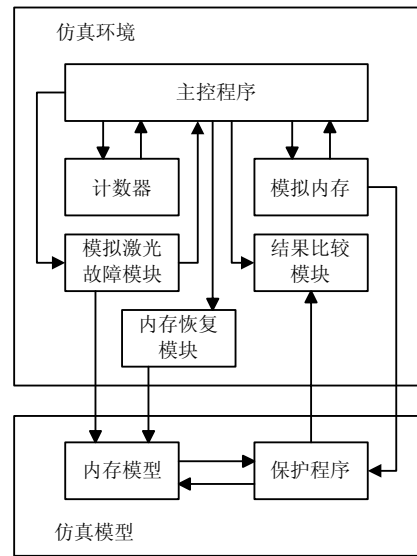 仿真环境
主控程序
计数器
模拟内存
模拟激光
故障模块
结果比较
模块
内存恢复
模块
内存模型
保护程序
仿真模型